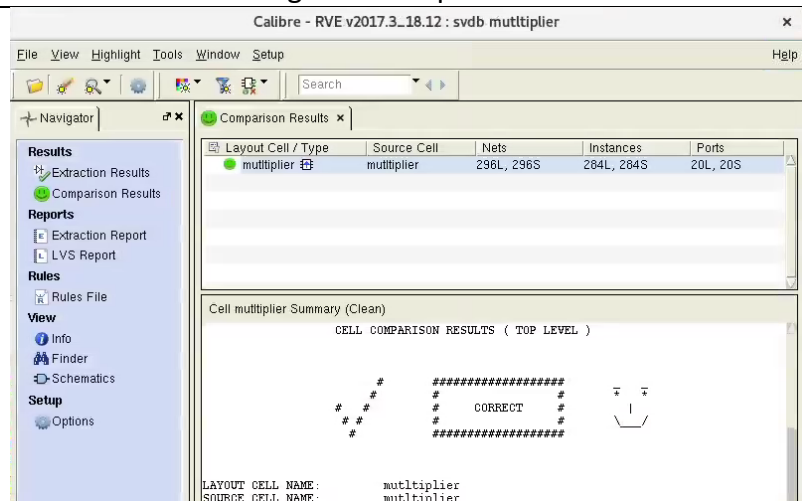 Calibre - RVE v2017.3_18.12 : svdb mutltiplier
File View Highlight Tools Window Setup Help
Search
Navigator
Comparison Results
Results
Extraction Results
Comparison Results
Reports
Extraction Report
LVS Report
Rules
Rules File
View
Info
Finder
Schematics
Setup
Options
Layout Cell / Type Source Cell Nets Instances Ports
mutltiplier mutltiplier 296L, 296S 284L, 284S 20L, 20S
Cell mutltiplier Summary (Clean)
CELL COMPARISON RESULTS ( TOP LEVEL )
CORRECT
LAYOUT CELL NAME: mutltiplier
SOURCE CELL NAME: mutltiplier